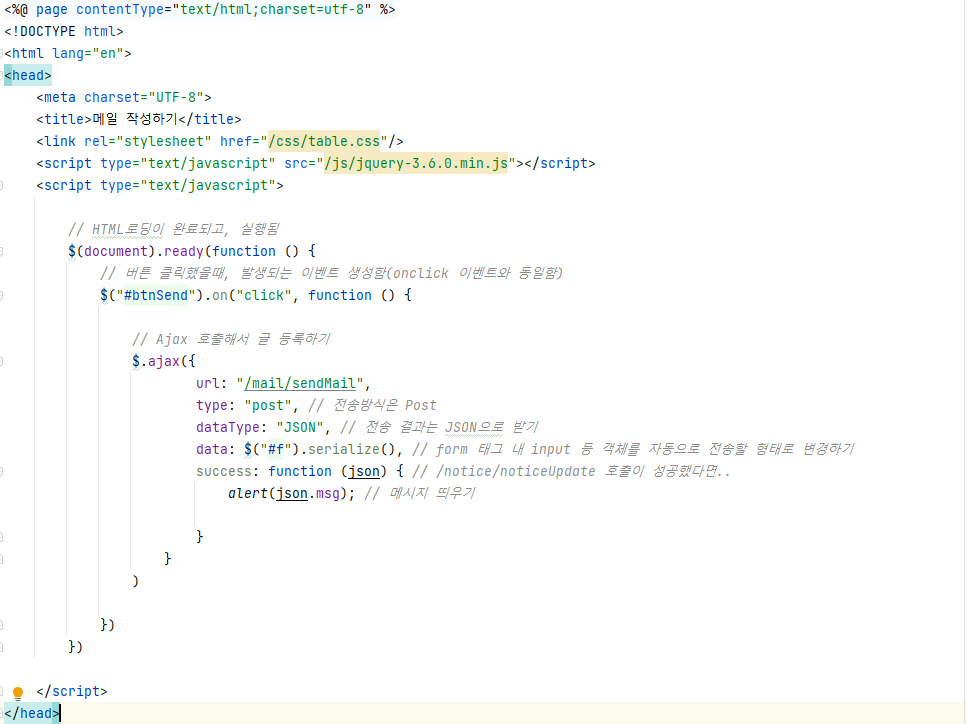 <%@ page contentType="text/html;charset=utf-8" %>
<!DOCTYPE html>
<html lang="en">
<head>
    <meta charset="UTF-8">
    <title>메일 작성하기</title>
    <link rel="stylesheet" href="/css/table.css"/>
    <script type="text/javascript" src="/js/jquery-3.6.0.min.js"></script>
    <script type="text/javascript">
        // HTML로딩이 완료되고, 실행됨
        $(document).ready(function () {
            // 버튼 클릭했을때, 발생되는 이벤트 생성함(onclick 이벤트와 동일함)
            $("#btnSend").on("click", function () {
                // Ajax 호출해서 글 등록하기
                $.ajax({
                        url: "/mail/sendMail",
                        type: "post", // 전송방식은 Post
                        dataType: "JSON", // 전송 결과는 JSON으로 받기
                        data: $("#f").serialize(), // form 태그 내 input 등 객체를 자동으로 전송할 형태로 변경하기
                        success: function (json) { // /notice/noticeUpdate 호출이 성공했다면..
                            alert(json.msg); // 메시지 띄우기
                        }
                    }
                )
            })
        })
    </script>
</head>